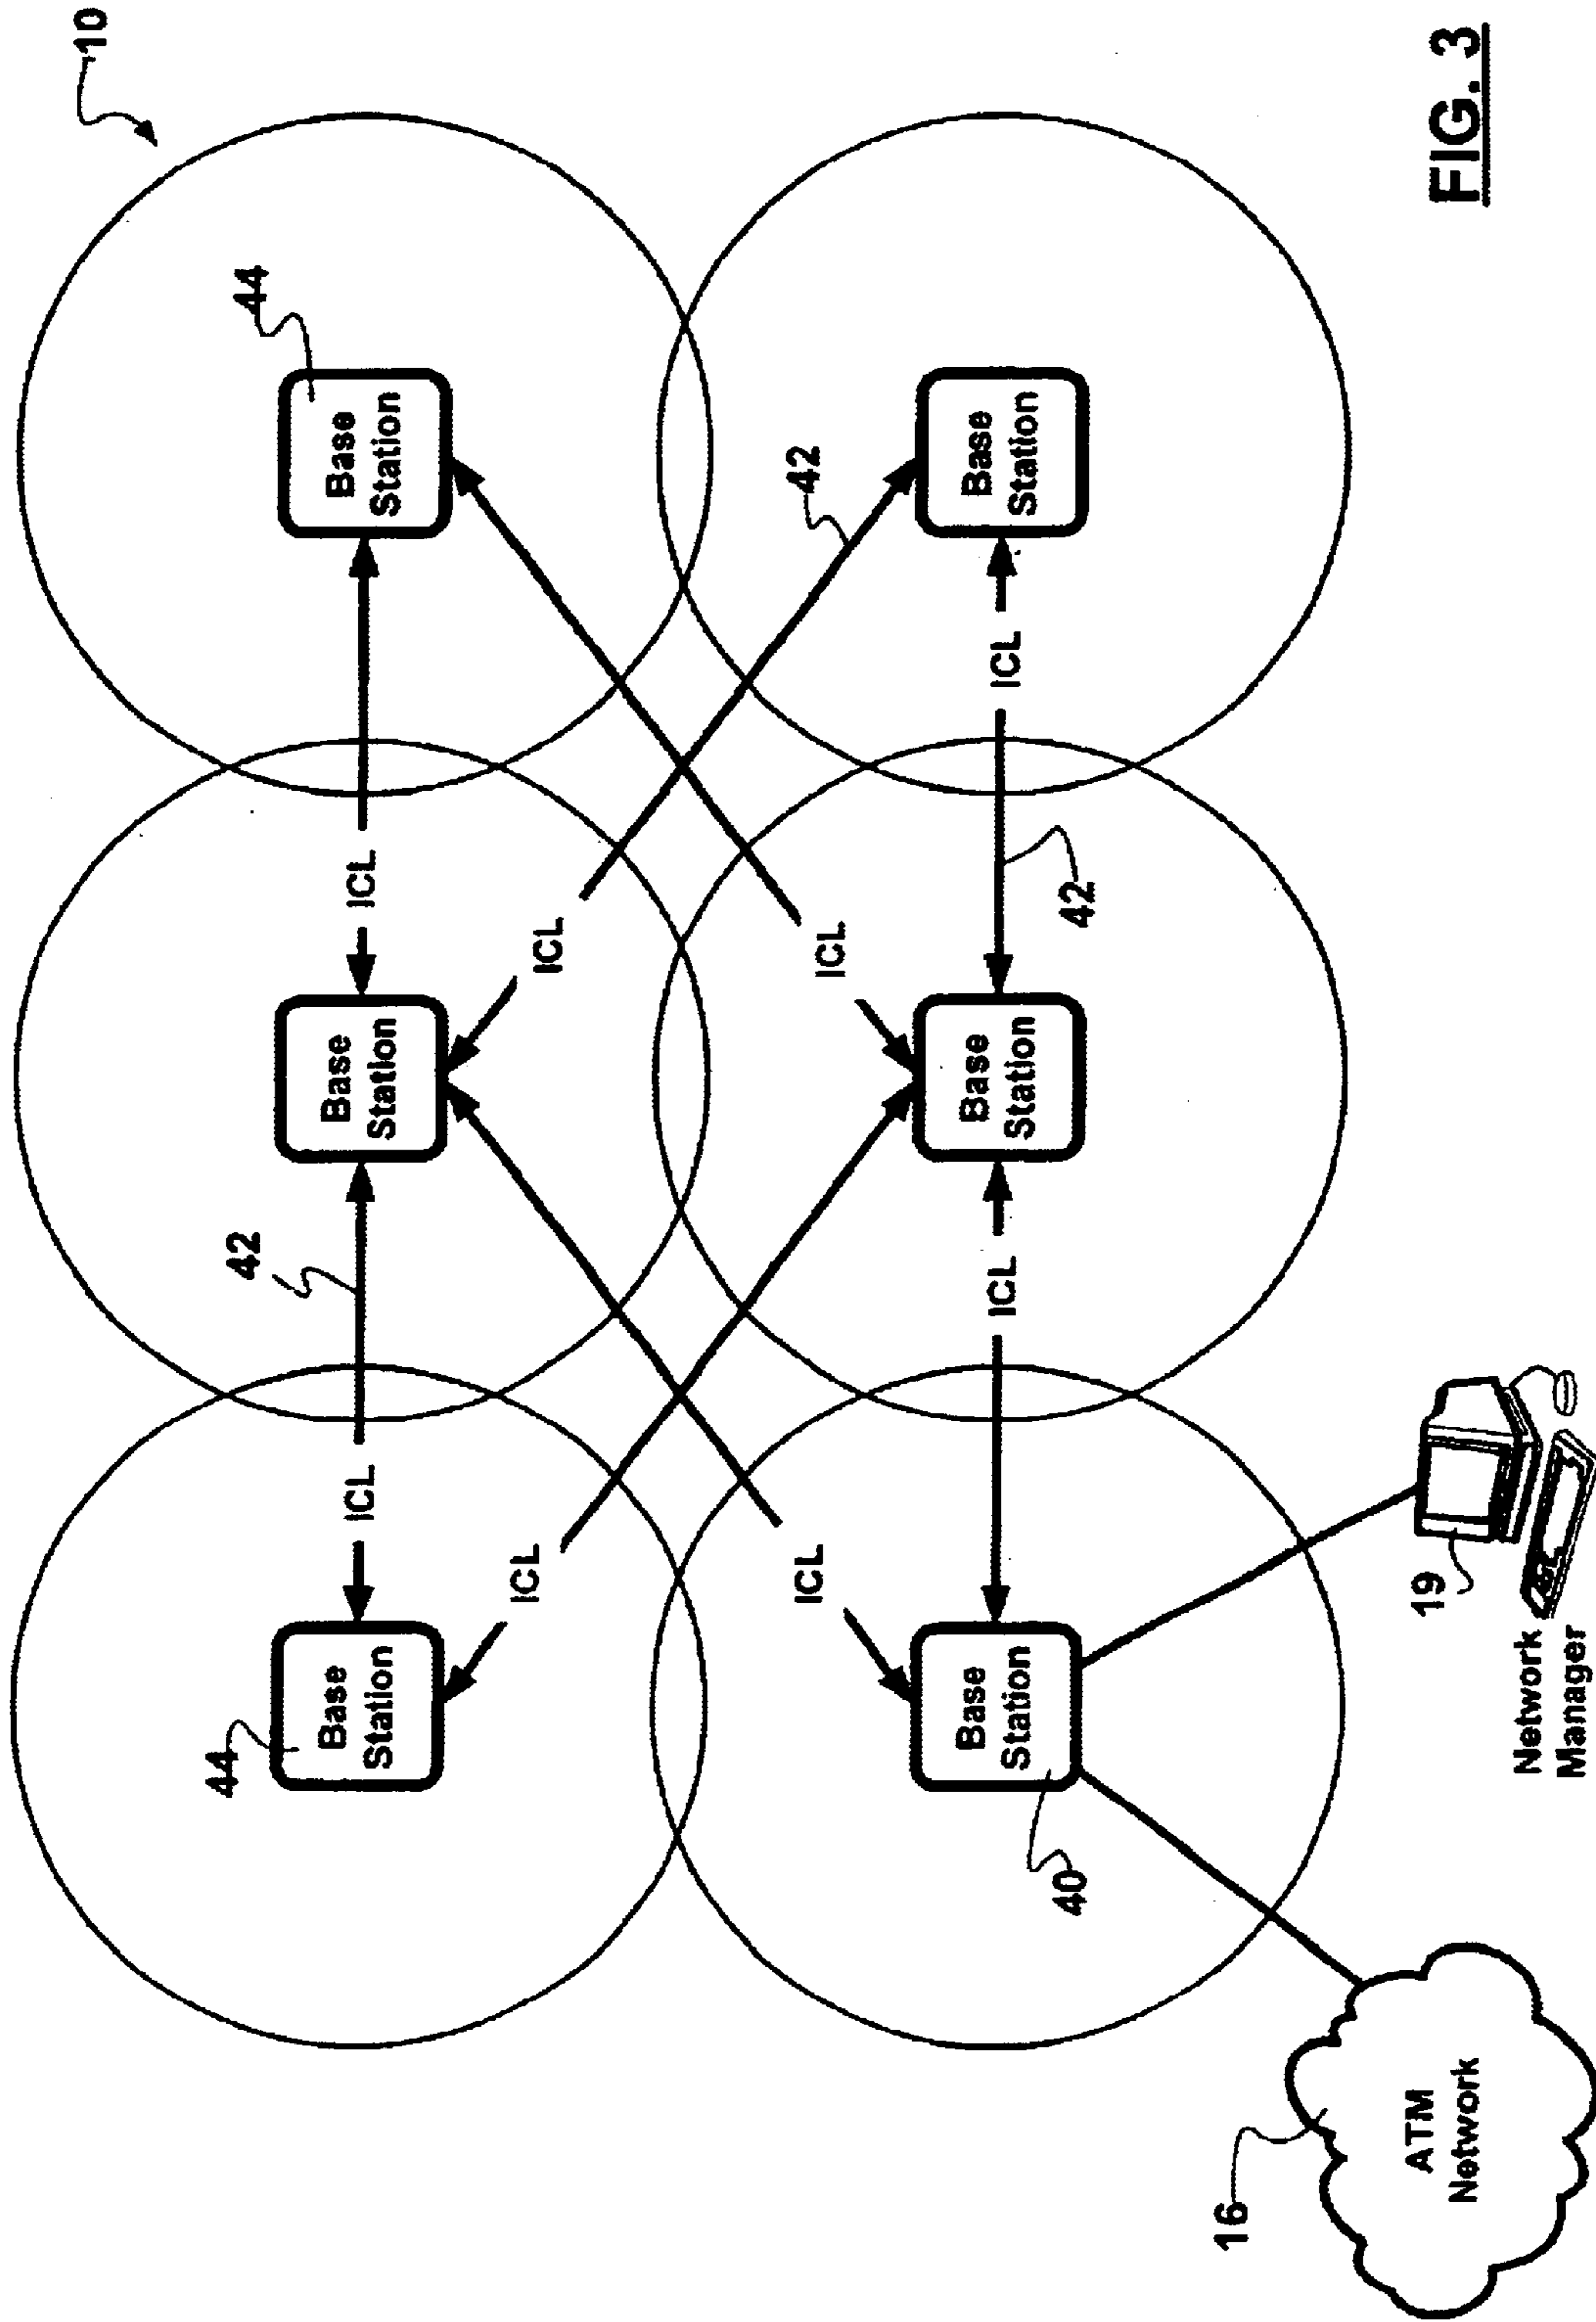 10
44
Base
Station
ICL
Base
Station
42
ICL
Base
Station
44
42
ICL
ICL
ICL
ICL
Base
Station
ICL
42
Base
Station
ICL
Base
Station
40
19
Network
Manager
16
ATM
Network
FIG. 3